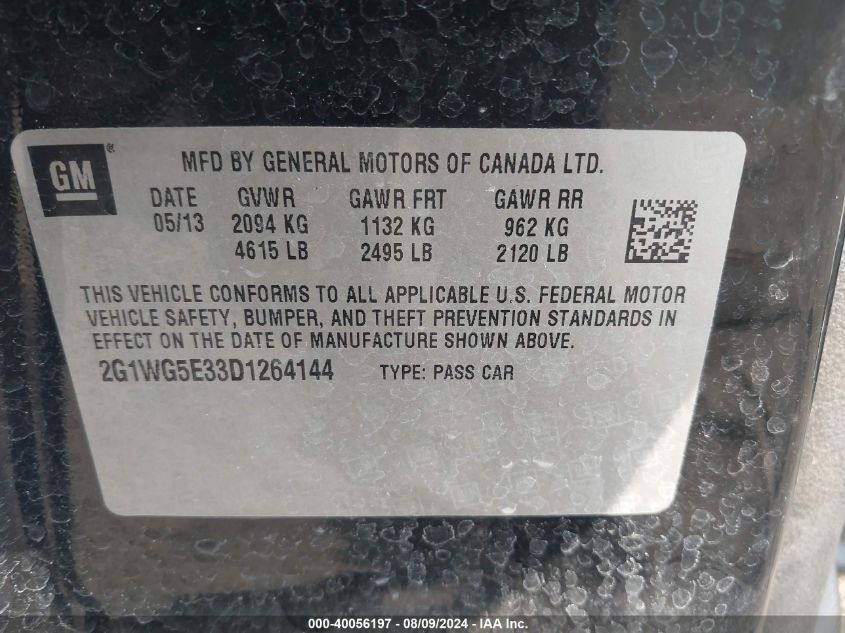 GM®
MFD BY GENERAL MOTORS OF CANADA LTD.
DATE GVWR GAWR FRT GAWR RR
05/13 2094 KG 1132 KG 962 KG
4615 LB 2495 LB 2120 LB
THIS VEHICLE CONFORMS TO ALL APPLICABLE U.S. FEDERAL MOTOR
VEHICLE SAFETY, BUMPER, AND THEFT PREVENTION STANDARDS IN
EFFECT ON THE DATE OF MANUFACTURE SHOWN ABOVE.
2G1WG5E33D1264144 TYPE: PASS CAR
000-40056197 - 08/09/2024 - IAA Inc.